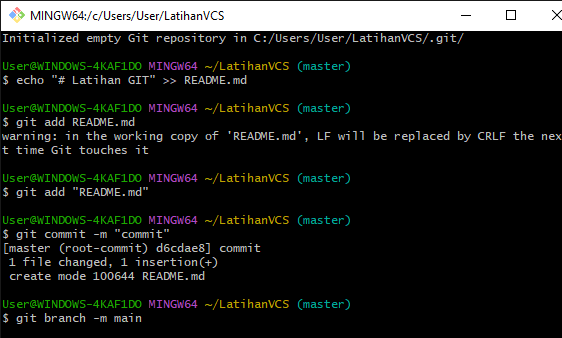 MINGW64:/c/Users/User/LatihanVCS
Initialized empty Git repository in C:/Users/User/LatihanVCS/.git/
User@WINDOWS-4KAF1DO MINGW64 ~/LatihanVCS (master)
$ echo "# Latihan GIT" >> README.md
User@WINDOWS-4KAF1DO MINGW64 ~/LatihanVCS (master)
$ git add README.md
warning: in the working copy of 'README.md', LF will be replaced by CRLF the nex
t time Git touches it
User@WINDOWS-4KAF1DO MINGW64 ~/LatihanVCS (master)
$ git add "README.md"
User@WINDOWS-4KAF1DO MINGW64 ~/LatihanVCS (master)
$ git commit -m "commit"
[master (root-commit) d6cdae8] commit
 1 file changed, 1 insertion(+)
 create mode 100644 README.md
User@WINDOWS-4KAF1DO MINGW64 ~/LatihanVCS (master)
$ git branch -m main